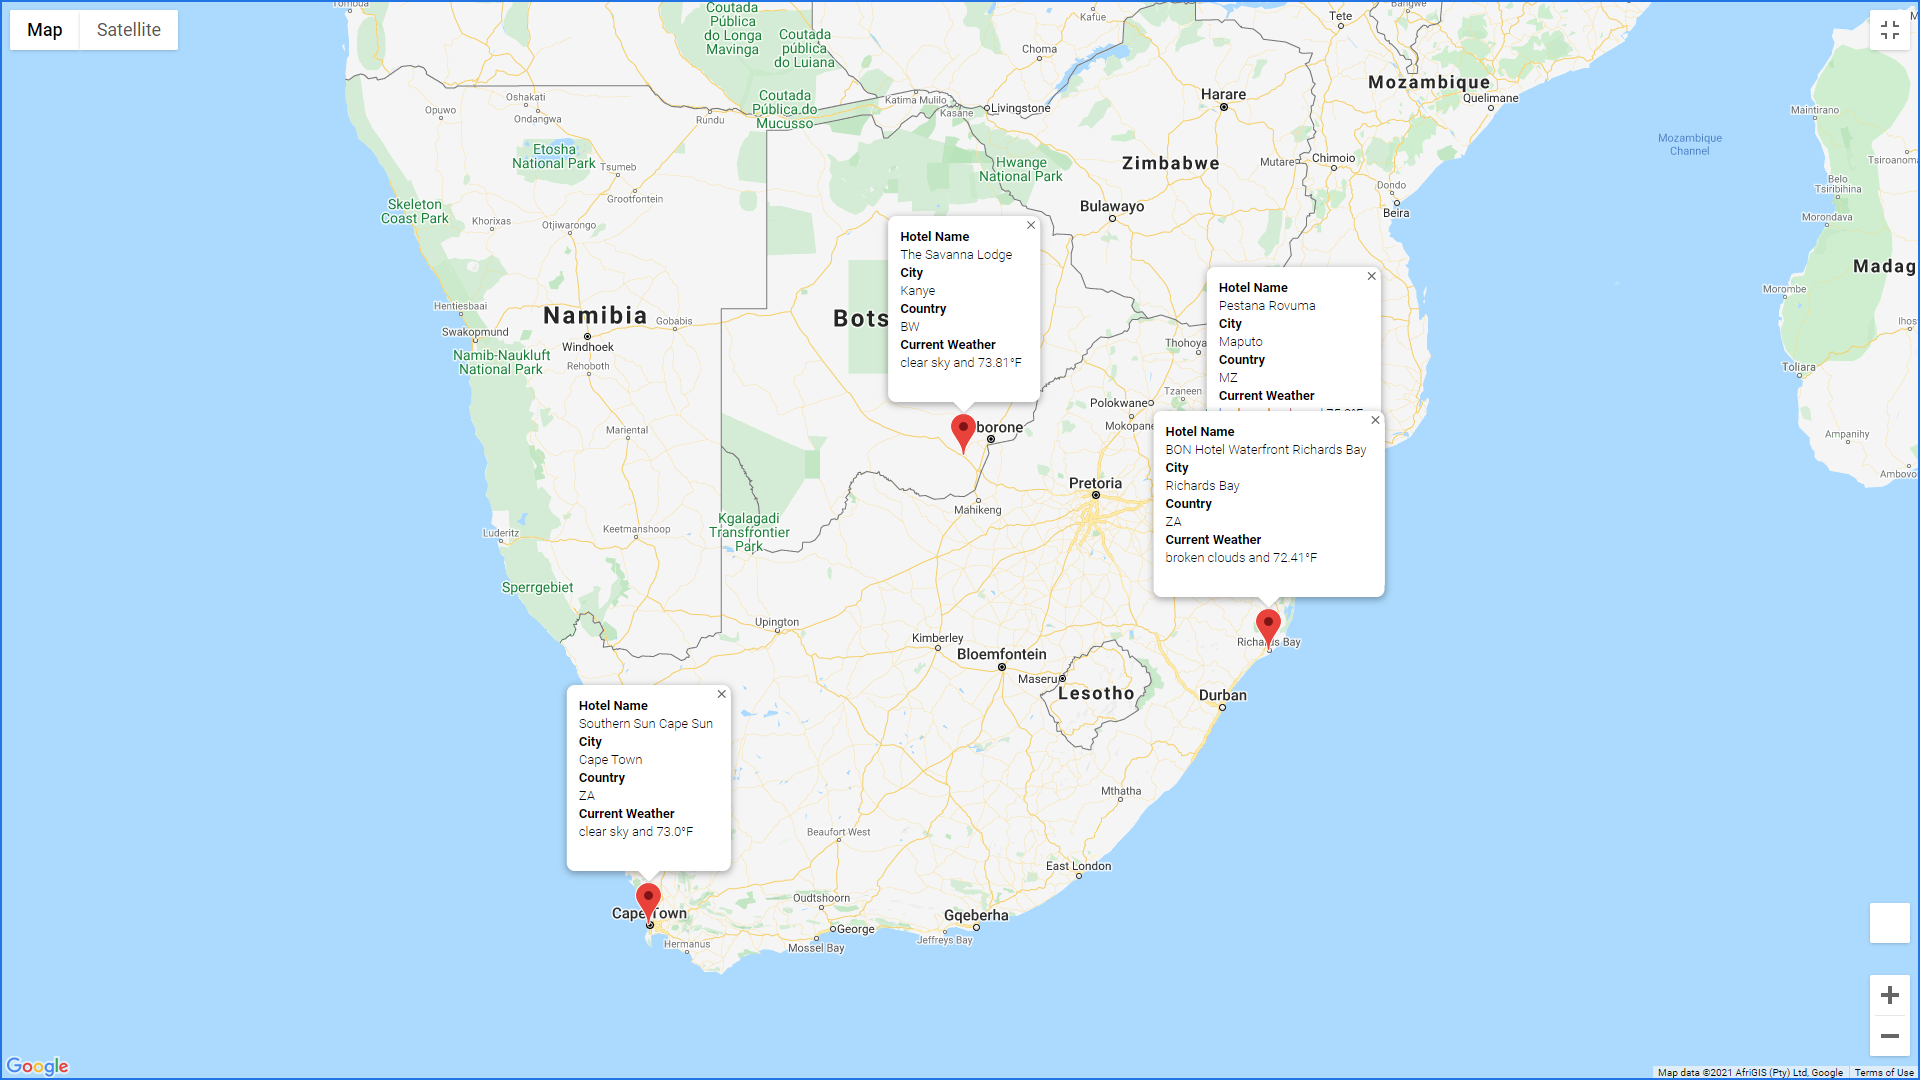 Map
Satellite
Tombua
Coutada
Pública
do Longa
Mavinga
Coutada
pública
do Luiana
Kafue
Tete
Bangwe
Choma
Mozambique
Quelimane
Harare
Oshakati
Opuwo
Ondangwa
Rundu
Coutada
Pública do
Mucusso
Katima Mulilo
Kasane
Livingstone
Maintirano
Mozambique
Channel
Etosha
National Park
Tsumeb
Grootfontein
Hwange
National Park
Zimbabwe
Mutare
Chimoio
Tsiroanoma
Dondo
Belo
Tsiribihina
Skeleton
Coast Park
Khorixas
Otjiwarongo
Bulawayo
Beira
Morondava
Hotel Name
The Savanna Lodge
City
Kanye
Country
BW
Current Weather
clear sky and 73.81°F
Madag
Morombe
Hotel Name
Pestana Rovuma
City
Maputo
Country
MZ
Current Weather
Hentiesbaai
Namibia
Gobabis
Bots
Ihos
Swakopmund
Windhoek
Thohoya
Namib-Naukluft
National Park
Rehoboth
Toliara
Tzaneen
Polokwane
Mokopane
Mariental
borone
Ampanihy
Ambovo
Hotel Name
BON Hotel Waterfront Richards Bay
City
Richards Bay
Country
ZA
Current Weather
broken clouds and 72.41°F
Pretoria
Mahikeng
Kgalagadi
Transfrontier
Park
Keetmanshoop
Luderitz
Sperrgebiet
Upington
Kimberley
Bloemfontein
Maseru
Lesotho
Richards Bay
Durban
Hotel Name
Southern Sun Cape Sun
City
Cape Town
Country
ZA
Current Weather
clear sky and 73.0°F
Mthatha
Beaufort West
East London
Oudtshoorn
Cape Town
Gqeberha
George
Hermanus
Mossel Bay
Jeffreys Bay
Google
Map data ©2021 AfriGIS (Pty) Ltd, Google
Terms of Use